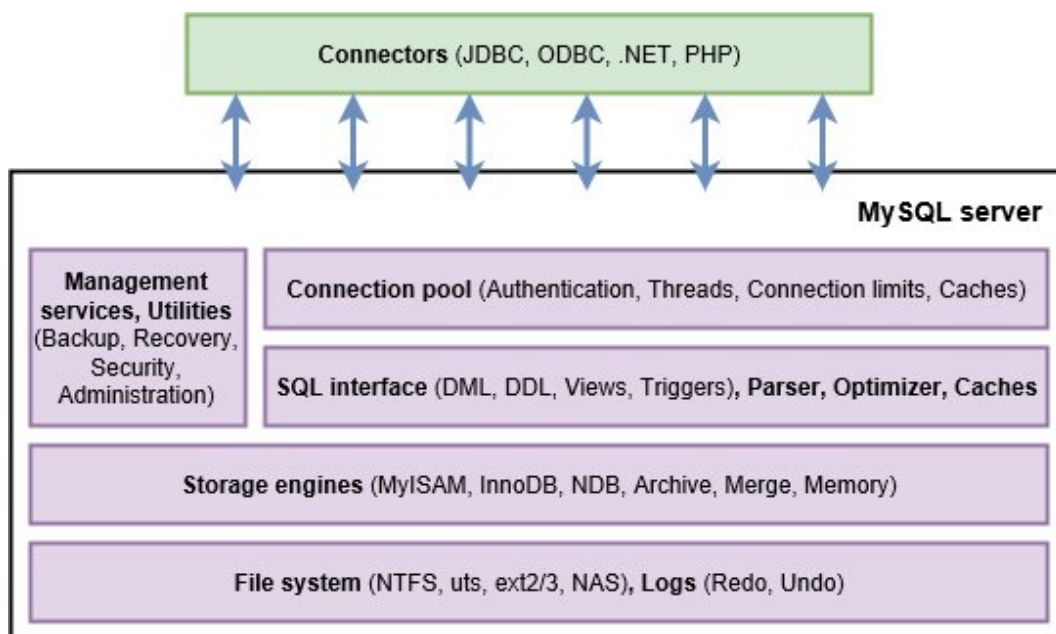 Connectors (JDBC, ODBC, .NET, PHP)
MySQL server
Management
services, Utilities
(Backup, Recovery,
Security,
Administration)
Connection pool (Authentication, Threads, Connection limits, Caches)
SQL interface (DML, DDL, Views, Triggers), Parser, Optimizer, Caches
Storage engines (MyISAM, InnoDB, NDB, Archive, Merge, Memory)
File system (NTFS, uts, ext2/3, NAS), Logs (Redo, Undo)